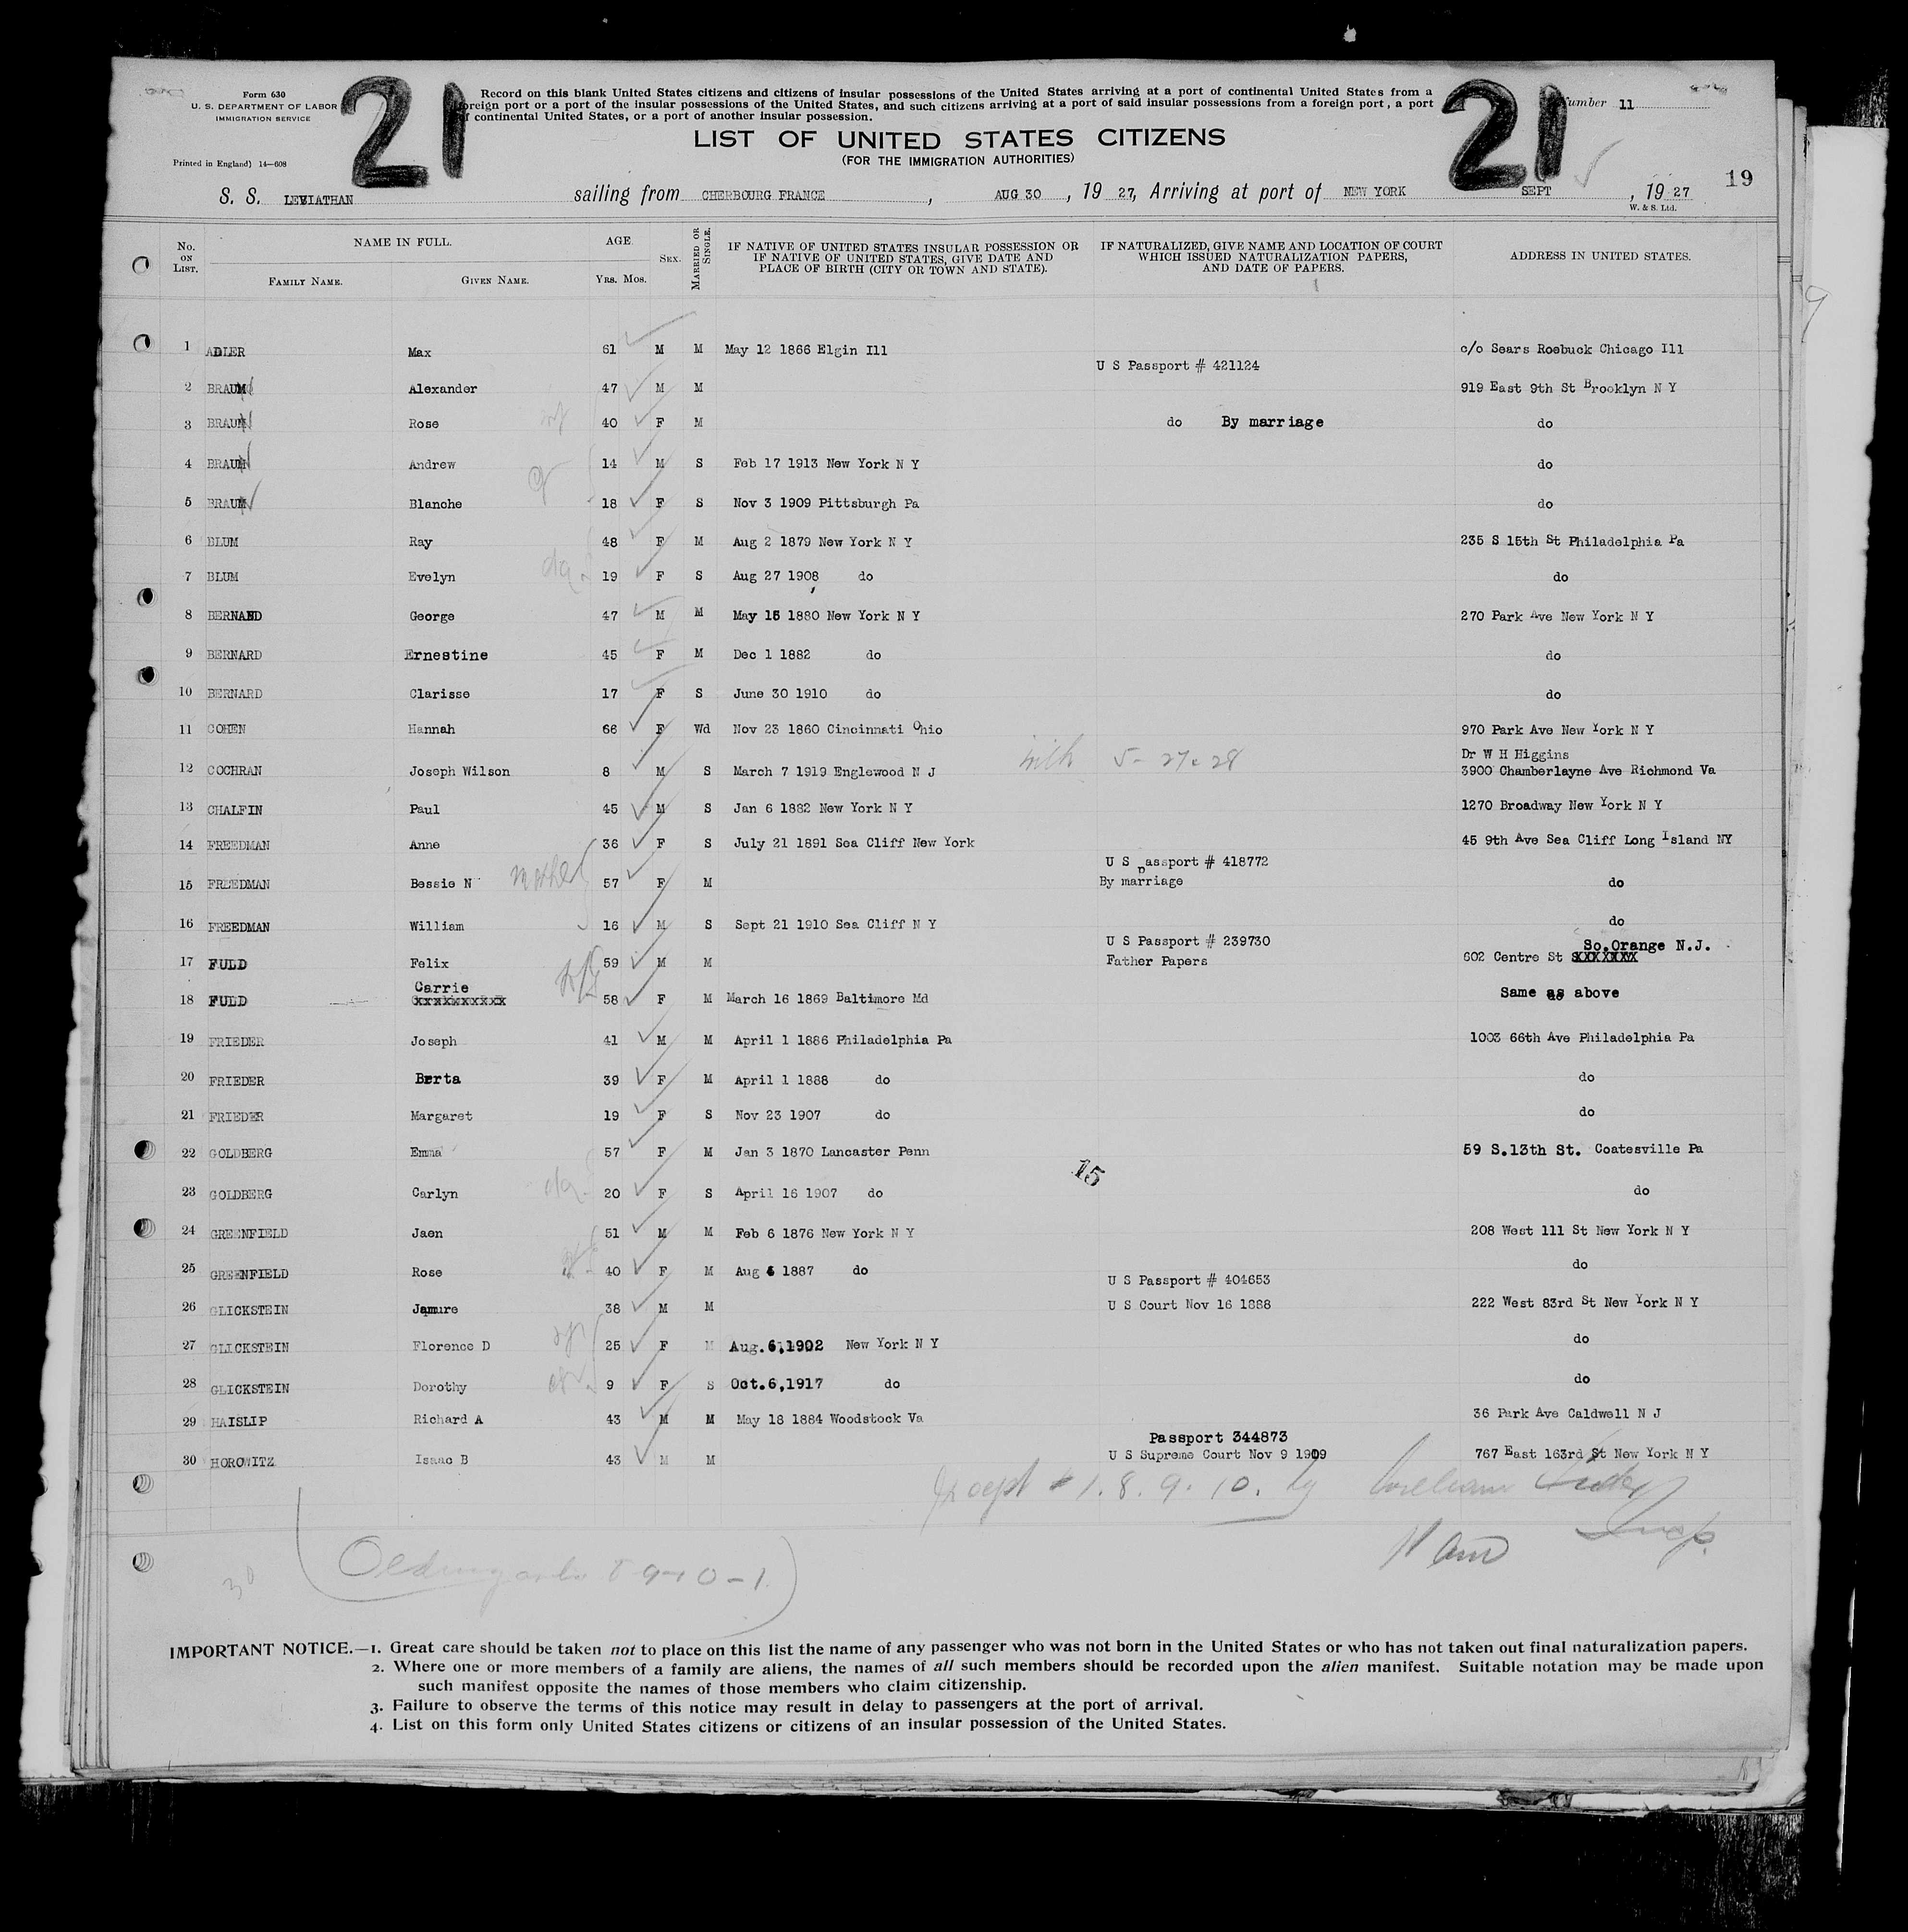 Form 630
U. S. DEPARTMENT OF LABOR
IMMIGRATION SERVICE
Printed in England) 14—608
21
Record on this blank United States citizens and citizens of insular possessions of the United States arriving at a port of continental United States from a
foreign port or a port of the insular possessions of the United States, and such citizens arriving at a port of said insular possessions from a foreign port, a port
of continental United States, or a port of another insular possession.
21
Number 11
LIST OF UNITED STATES CITIZENS
(FOR THE IMMIGRATION AUTHORITIES)
19
S. S. LEVIATHAN sailing from CHERBOURG FRANCE, AUG 30, 19 27, Arriving at port of NEW YORK SEPT, 19 27
W. & S. Ltd.
No. ON LIST. NAME IN FULL. FAMILY NAME. GIVEN NAME. AGE. YRS. MOS. SEX. MARRIED OR SINGLE. IF NATIVE OF UNITED STATES INSULAR POSSESSION OR IF NATIVE OF UNITED STATES, GIVE DATE AND PLACE OF BIRTH (CITY OR TOWN AND STATE). IF NATURALIZED, GIVE NAME AND LOCATION OF COURT WHICH ISSUED NATURALIZATION PAPERS, AND DATE OF PAPERS. ADDRESS IN UNITED STATES.
1 ADLER Max 61 M M May 12 1866 Elgin Ill c/o Sears Roebuck Chicago Ill
U S Passport # 421124
2 BRAUN Alexander 47 M M 919 East 9th St Brooklyn N Y
3 BRAUN Rose 40 F M do By marriage do
4 BRAUN Andrew 14 M S Feb 17 1913 New York N Y do
5 BRAUN Blanche 18 F S Nov 3 1909 Pittsburgh Pa do
6 BLUM Ray 48 F M Aug 2 1879 New York N Y 235 S 15th St Philadelphia Pa
7 BLUM Evelyn 19 F S Aug 27 1908 do do
8 BERNARD George 47 M M May 15 1880 New York N Y 270 Park Ave New York N Y
9 BERNARD Ernestine 45 F M Dec 1 1882 do do
10 BERNARD Clarisse 17 F S June 30 1910 do do
11 COHEN Hannah 66 F Wd Nov 23 1860 Cincinnati Ohio 970 Park Ave New York N Y
5-27-28 Dr W H Higgins
12 COCHRAN Joseph Wilson 8 M S March 7 1919 Englewood N J 3900 Chamberlayne Ave Richmond Va
13 CHALFIN Paul 45 M S Jan 6 1882 New York N Y 1270 Broadway New York N Y
14 FREEDMAN Anne 36 F S July 21 1891 Sea Cliff New York 45 9th Ave Sea Cliff Long Island NY
U S passport # 418772
15 FREEDMAN Bessie N mother 57 F M By marriage do
16 FREEDMAN William 16 M S Sept 21 1910 Sea Cliff N Y do
U S Passport # 239730 So.Orange N.J.
17 FULD Felix 59 M M Father Papers 602 Centre St XXXXXXX
Carrie
18 FULD xxxxxxxxxx 58 F M March 16 1869 Baltimore Md Same as above
19 FRIEDER Joseph 41 M M April 1 1886 Philadelphia Pa 1003 66th Ave Philadelphia Pa
20 FRIEDER Berta 39 F M April 1 1888 do do
21 FRIEDER Margaret 19 F S Nov 23 1907 do do
22 GOLDBERG Emma 57 F M Jan 3 1870 Lancaster Penn 59 S.13th St. Coatesville Pa
15
23 GOLDBERG Carlyn 20 F S April 16 1907 do do
24 GREENFIELD Jaen 51 M M Feb 6 1876 New York N Y 208 West 111 St New York N Y
25 GREENFIELD Rose 40 F M Aug 6 1887 do do
U S Passport # 404653
26 GLICKSTEIN Jamure 38 M M U S Court Nov 16 1888 222 West 83rd St New York N Y
27 GLICKSTEIN Florence D 25 F M Aug.6,1902 New York N Y do
28 GLICKSTEIN Dorothy 9 F S Oct.6,1917 do do
29 HAISLIP Richard A 43 M M May 18 1884 Woodstock Va 36 Park Ave Caldwell N J
Passport 344873
30 HOROWITZ Isaac B 43 M M U S Supreme Court Nov 9 1909 767 East 163rd St New York N Y
except # 1. 8. 9. 10. by William
Insp.
30
8-9-10-1
IMPORTANT NOTICE.—1. Great care should be taken not to place on this list the name of any passenger who was not born in the United States or who has not taken out final naturalization papers.
2. Where one or more members of a family are aliens, the names of all such members should be recorded upon the alien manifest. Suitable notation may be made upon
such manifest opposite the names of those members who claim citizenship.
3. Failure to observe the terms of this notice may result in delay to passengers at the port of arrival.
4. List on this form only United States citizens or citizens of an insular possession of the United States.